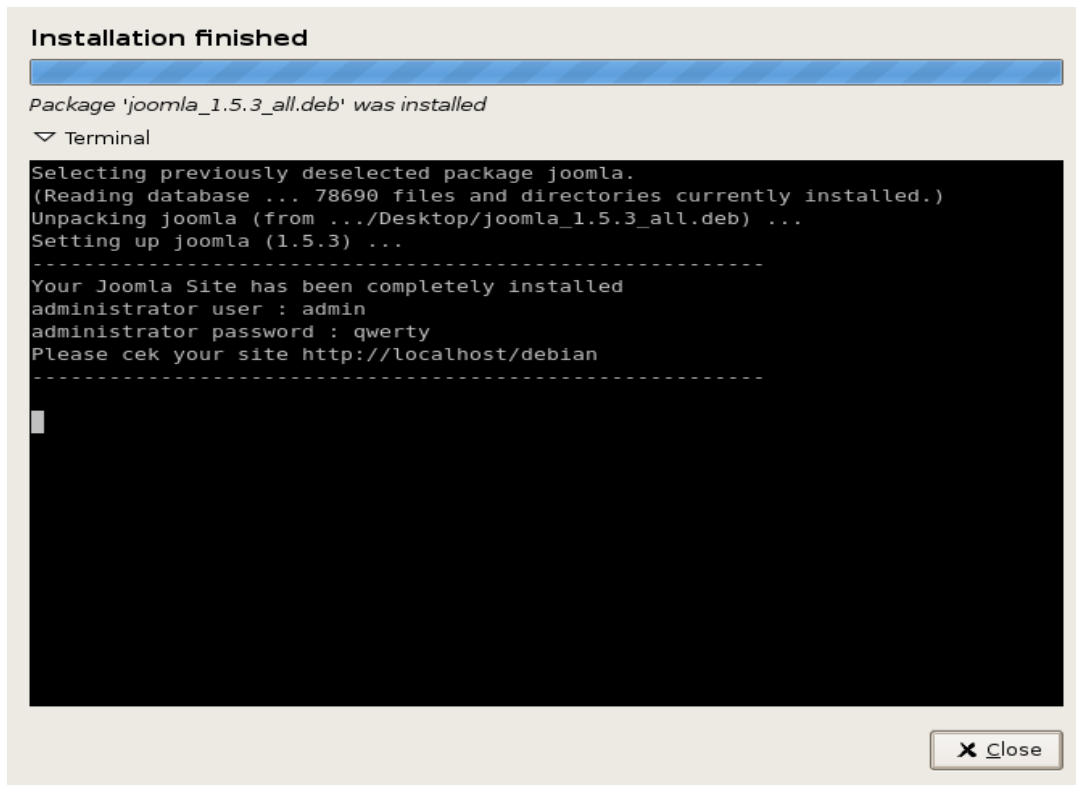 Installation finished
Package 'joomla_1.5.3_all.deb' was installed
Terminal
Selecting previously deselected package joomla.
(Reading database ... 78690 files and directories currently installed.)
Unpacking joomla (from .../Desktop/joomla_1.5.3_all.deb) ...
Setting up joomla (1.5.3) ...
---------------------------------------------------------
Your Joomla Site has been completely installed
administrator user : admin
administrator password : qwerty
Please cek your site http://localhost/debian
---------------------------------------------------------
Close